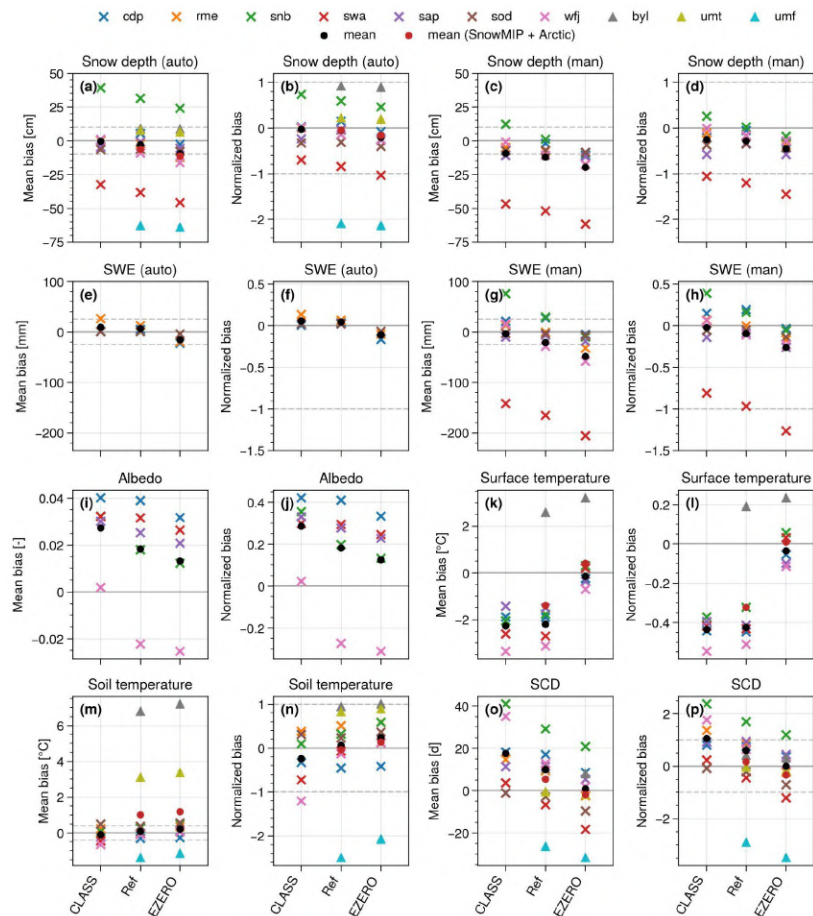 cdp rme snb swa sap sod wfj byl umt umf
mean mean (SnowMIP + Arctic)
Snow depth (auto) Snow depth (auto) Snow depth (man) Snow depth (man)
(a) (b) (c) (d)
Mean bias [cm] Normalized bias Mean bias [cm] Normalized bias
50 1 50 1
25 25
0 0 0 0
−25 −1 −25 −1
−50 −2 −50 −2
−75 −75
SWE (auto) SWE (auto) SWE (man) SWE (man)
(e) (f) (g) (h)
Mean bias [mm] Normalized bias Mean bias [mm] Normalized bias
100 0.5 100 0.5
0 0.0 0 0.0
−0.5 −0.5
−100 −1.0 −100 −1.0
−200 −1.5 −200 −1.5
Albedo Albedo Surface temperature Surface temperature
(i) (j) (k) (l)
Mean bias [-] Normalized bias Mean bias [°C] Normalized bias
0.04 0.4 2 0.2
0.02 0.2 0 0.0
0.00 0.0 −2 −0.2
−0.02 −0.2 −0.4
Soil temperature Soil temperature SCD SCD
(m) (n) (o) (p)
Mean bias [°C] Normalized bias Mean bias [d] Normalized bias
6 1 40 2
4 0 20 0
2 −1 0 −2
0 −2 −20
CLASS Ref EZERO CLASS Ref EZERO CLASS Ref EZERO CLASS Ref EZERO